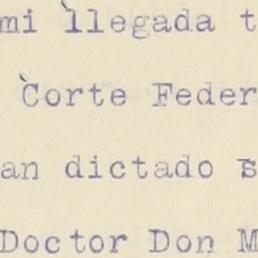 mi llegada t
Corte Feder
an dictado s
Doctor Don M